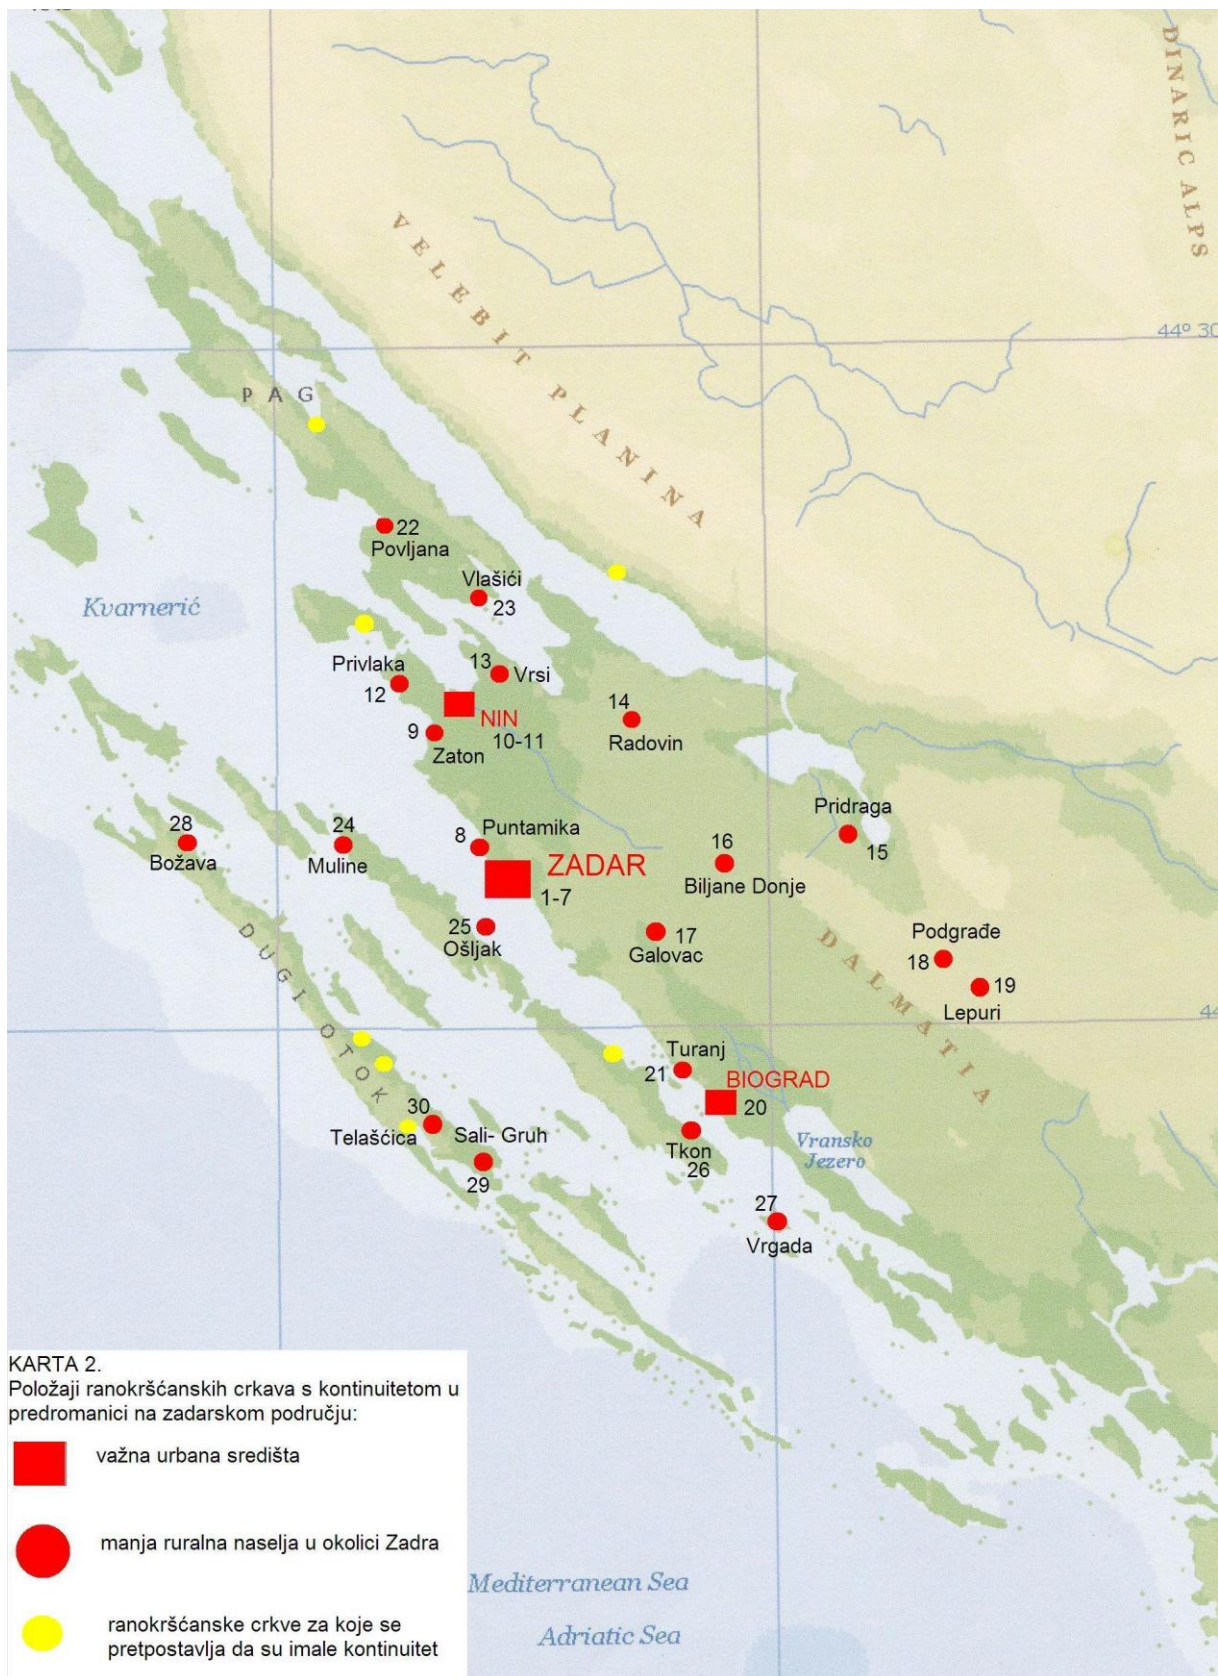 DINARIC ALPS
VELEBIT PLANINA
44° 30
PAG
22
Povljana
Vlašići
23
Kvarnerić
Privlaka
12
13
Vrsi
NIN
10-11
9
Zaton
14
Radovin
Pridraga
15
28
Božava
24
Muline
8
Puntamika
ZADAR
1-7
16
Biljane Donje
25
Ošljak
17
Galovac
DALMATIA
Podgrađe
18
19
Lepuri
DUGI OTOK
44
Turanj
21
BIOGRAD
20
30
Telašćica
Sali- Gruh
29
Tkon
26
Vransko
Jezero
27
Vrgada
KARTA 2.
Položaji ranokršćanskih crkava s kontinuitetom u
predromanici na zadarskom području:
važna urbana središta
manja ruralna naselja u okolici Zadra
ranokršćanske crkve za koje se
pretpostavlja da su imale kontinuitet
Mediterranean Sea
Adriatic Sea